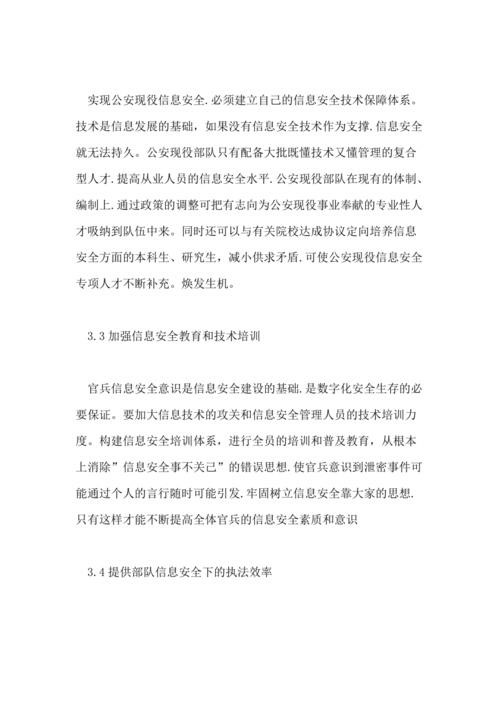 实现公安现役信息安全.必须建立自己的信息安全技术保障体系。
技术是信息发展的基础，如果没有信息安全技术作为支撑.信息安全
就无法持久。公安现役部队只有配备大批既懂技术又懂管理的复合
型人才.提高从业人员的信息安全水平.公安现役部队在现有的体制、
编制上.通过政策的调整可把有志向为公安现役事业奉献的专业性人
才吸纳到队伍中来。同时还可以与有关院校达成协议定向培养信息
安全方面的本科生、研究生，减小供求矛盾.可使公安现役信息安全
专项人才不断补充。焕发生机。
3.3加强信息安全教育和技术培训
官兵信息安全意识是信息安全建设的基础.是数字化安全生存的必
要保证。要加大信息技术的攻关和信息安全管理人员的技术培训力
度。构建信息安全培训体系，进行全员的培训和普及教育，从根本
上消除”信息安全事不关己”的错误思想.使官兵意识到泄密事件可
能通过个人的言行随时可能引发.牢固树立信息安全靠大家的思想.
只有这样才能不断提高全体官兵的信息安全素质和意识
3.4提供部队信息安全下的执法效率